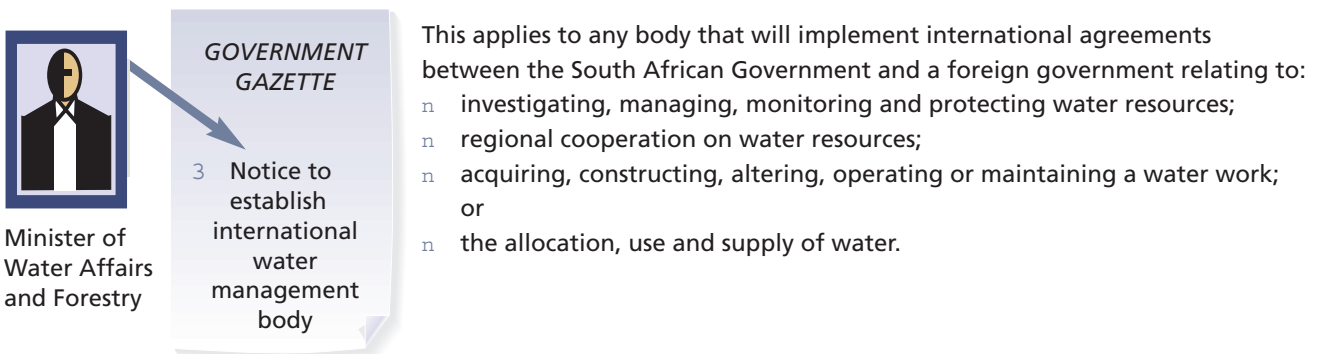 GOVERNMENT
GAZETTE
3 Notice to
establish
international
water
management
body
Minister of
Water Affairs
and Forestry
This applies to any body that will implement international agreements
between the South African Government and a foreign government relating to:
n investigating, managing, monitoring and protecting water resources;
n regional cooperation on water resources;
n acquiring, constructing, altering, operating or maintaining a water work;
or
n the allocation, use and supply of water.